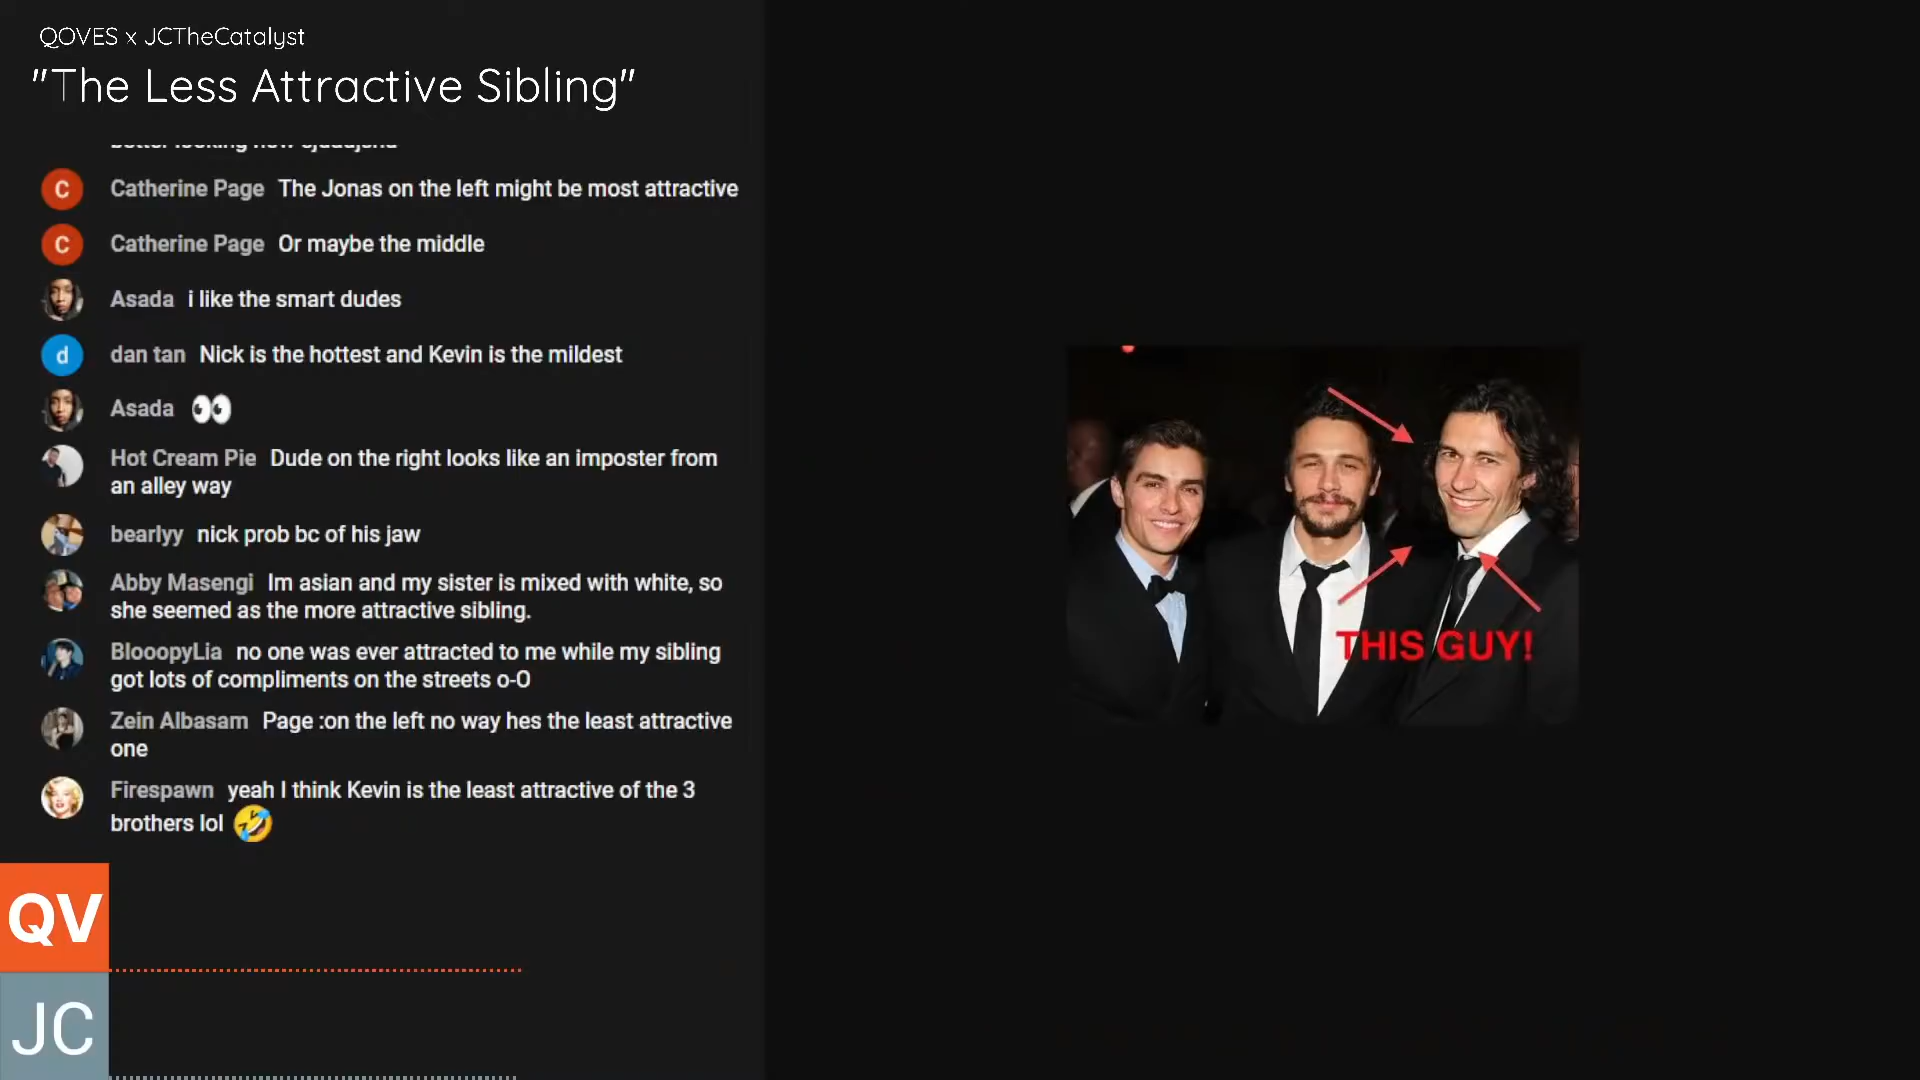 QOVES x JCTheCatalyst
"The Less Attractive Sibling"
Catherine Page The Jonas on the left might be most attractive
Catherine Page Or maybe the middle
Asada i like the smart dudes
dan tan Nick is the hottest and Kevin is the mildest
Asada 👀
Hot Cream Pie Dude on the right looks like an imposter from
an alley way
bearlyy nick prob bc of his jaw
Abby Masengi Im asian and my sister is mixed with white, so
she seemed as the more attractive sibling.
BlooopyLia no one was ever attracted to me while my sibling
got lots of compliments on the streets o-O
Zein Albasam Page :on the left no way hes the least attractive
one
Firespawn yeah I think Kevin is the least attractive of the 3
brothers lol 🤣
THIS GUY!
QV
JC